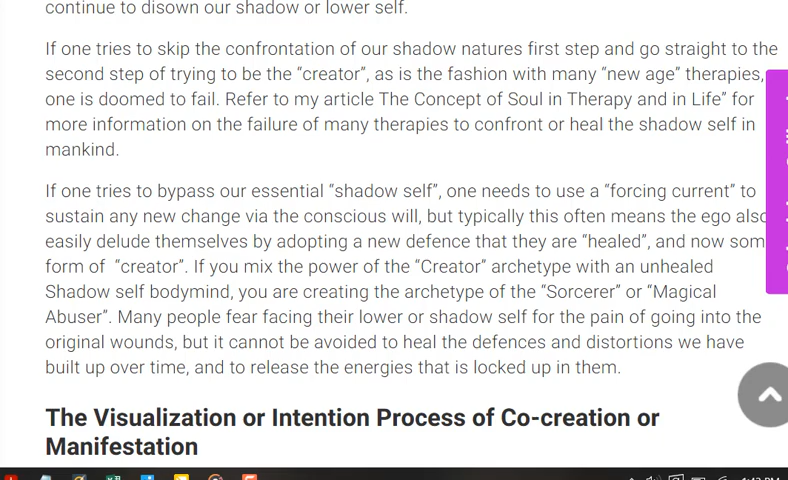 continue to disown our shadow or lower self.
If one tries to skip the confrontation of our shadow natures first step and go straight to the
second step of trying to be the “creator”, as is the fashion with many “new age” therapies,
one is doomed to fail. Refer to my article The Concept of Soul in Therapy and in Life” for
more information on the failure of many therapies to confront or heal the shadow self in
mankind.
If one tries to bypass our essential “shadow self”, one needs to use a “forcing current” to
sustain any new change via the conscious will, but typically this often means the ego also
easily delude themselves by adopting a new defence that they are “healed”, and now som
form of “creator”. If you mix the power of the “Creator” archetype with an unhealed
Shadow self bodymind, you are creating the archetype of the “Sorcerer” or “Magical
Abuser”. Many people fear facing their lower or shadow self for the pain of going into the
original wounds, but it cannot be avoided to heal the defences and distortions we have
built up over time, and to release the energies that is locked up in them.
The Visualization or Intention Process of Co-creation or
Manifestation